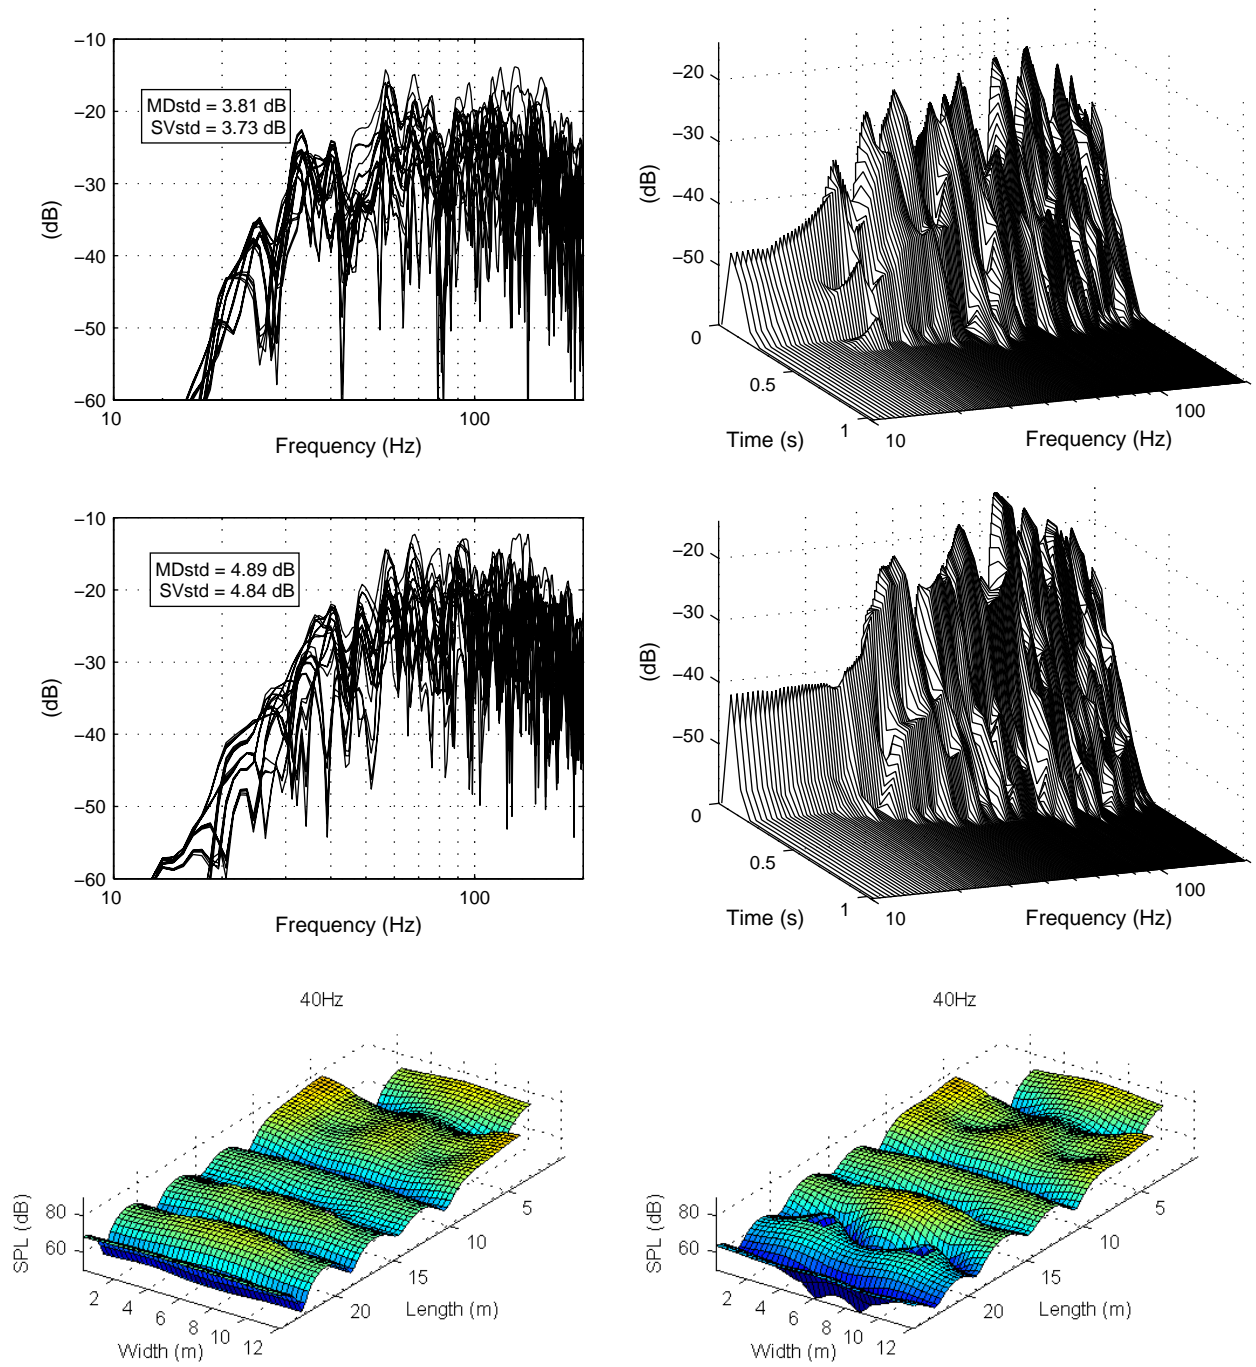 −10
−20
−30
−40
−50
−60
(dB)
MDstd = 3.81 dB
SVstd = 3.73 dB
10
100
Frequency (Hz)
−20
−30
−40
−50
(dB)
0
0.5
1
Time (s)
10
100
Frequency (Hz)
−10
−20
−30
−40
−50
−60
(dB)
MDstd = 4.89 dB
SVstd = 4.84 dB
10
100
Frequency (Hz)
−20
−30
−40
−50
(dB)
0
0.5
1
Time (s)
10
100
Frequency (Hz)
40Hz
SPL (dB)
80
60
2
4
6
8
10
12
Width (m)
5
10
15
20
Length (m)
40Hz
SPL (dB)
80
60
2
4
6
8
10
12
Width (m)
5
10
15
20
Length (m)